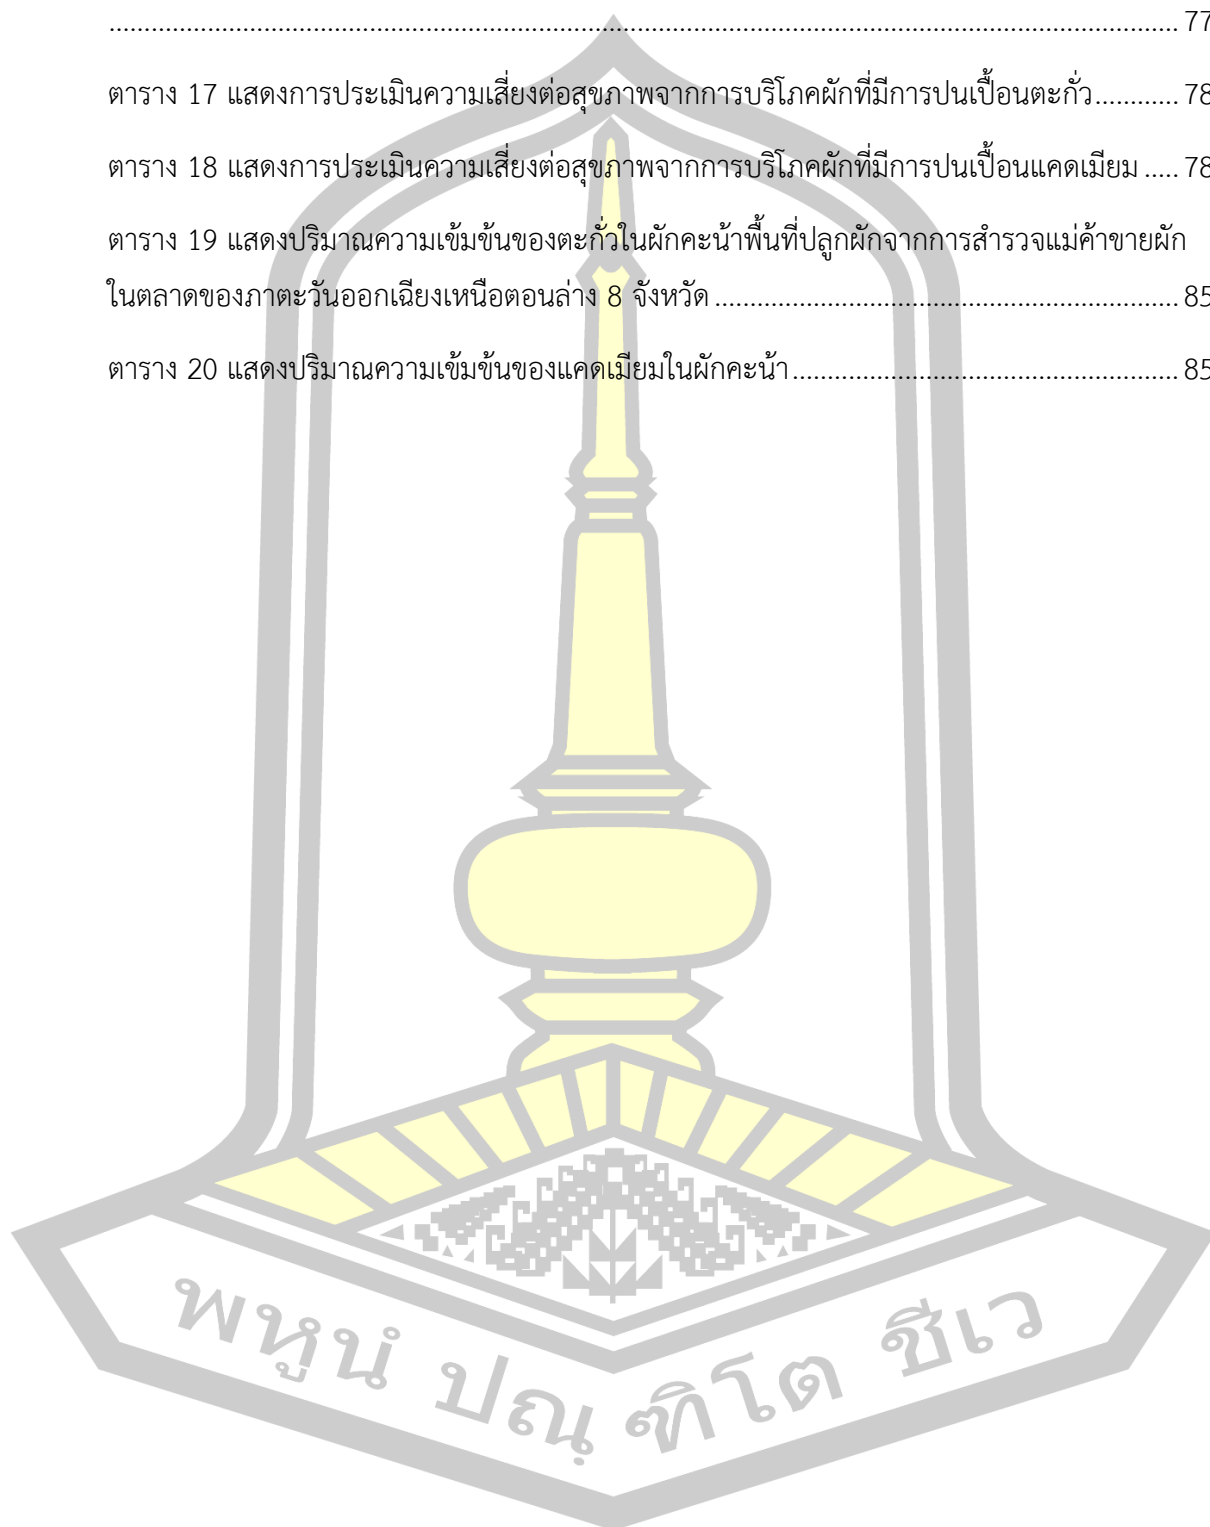 ........................................................................................................................................................ 77
ตาราง 17 แสดงการประเมินความเสี่ยงต่อสุขภาพจากการบริโภคผักที่มีการปนเปื้อนตะกั่ว............ 78
ตาราง 18 แสดงการประเมินความเสี่ยงต่อสุขภาพจากการบริโภคผักที่มีการปนเปื้อนแคดเมียม ..... 78
ตาราง 19 แสดงปริมาณความเข้มข้นของตะกั่วในผักคะน้าพื้นที่ปลูกผักจากการสำรวจแม่ค้าขายผัก
ในตลาดของภาตะวันออกเฉียงเหนือตอนล่าง 8 จังหวัด .................................................................. 85
ตาราง 20 แสดงปริมาณความเข้มข้นของแคดเมียมในผักคะน้า ....................................................... 85
พหูนํ ปณฺฑิโต ชีเว